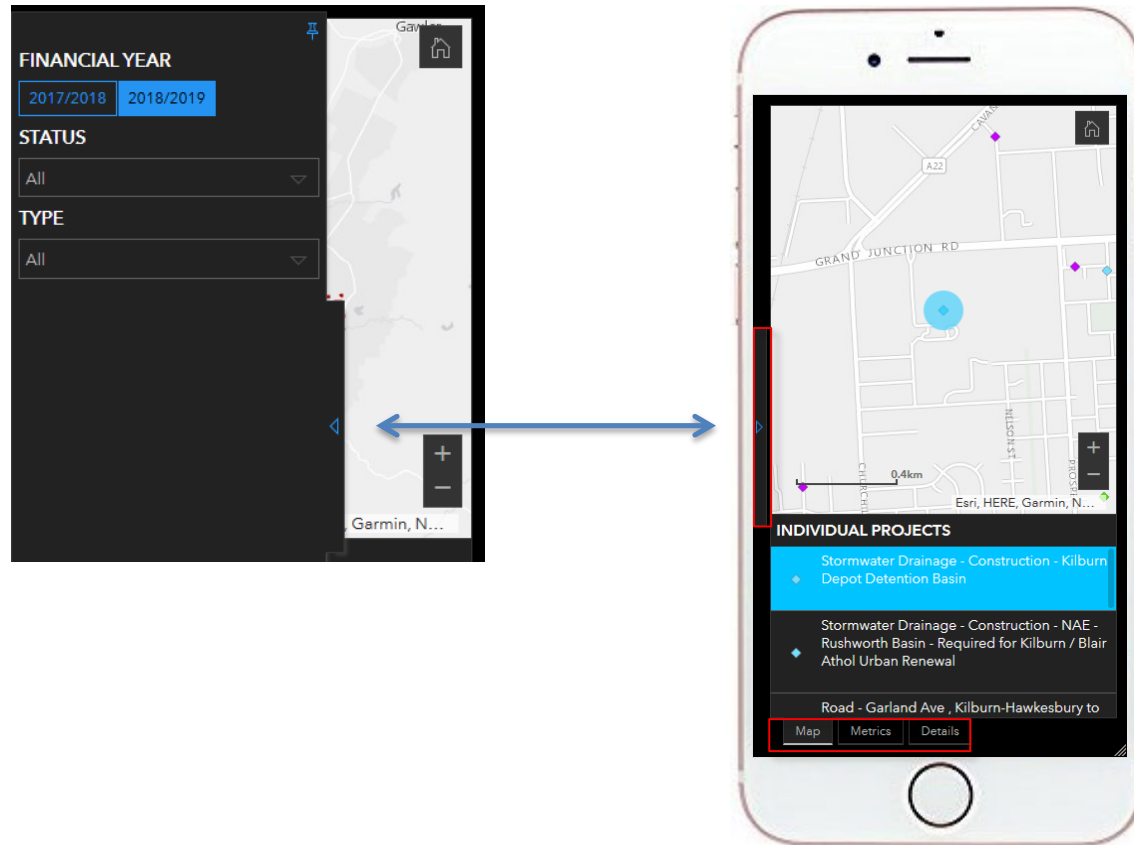 Gawler
FINANCIAL YEAR
2017/2018 2018/2019
STATUS
All
TYPE
All
+
−
, Garmin, N...
A22
GRAND JUNCTION RD
NELSON ST
0.4km
+
−
Esri, HERE, Garmin, N...
INDIVIDUAL PROJECTS
Stormwater Drainage - Construction - Kilburn
Depot Detention Basin
Stormwater Drainage - Construction - NAE -
Rushworth Basin - Required for Kilburn / Blair
Athol Urban Renewal
Road - Garland Ave , Kilburn-Hawkesbury to
Map Metrics Details